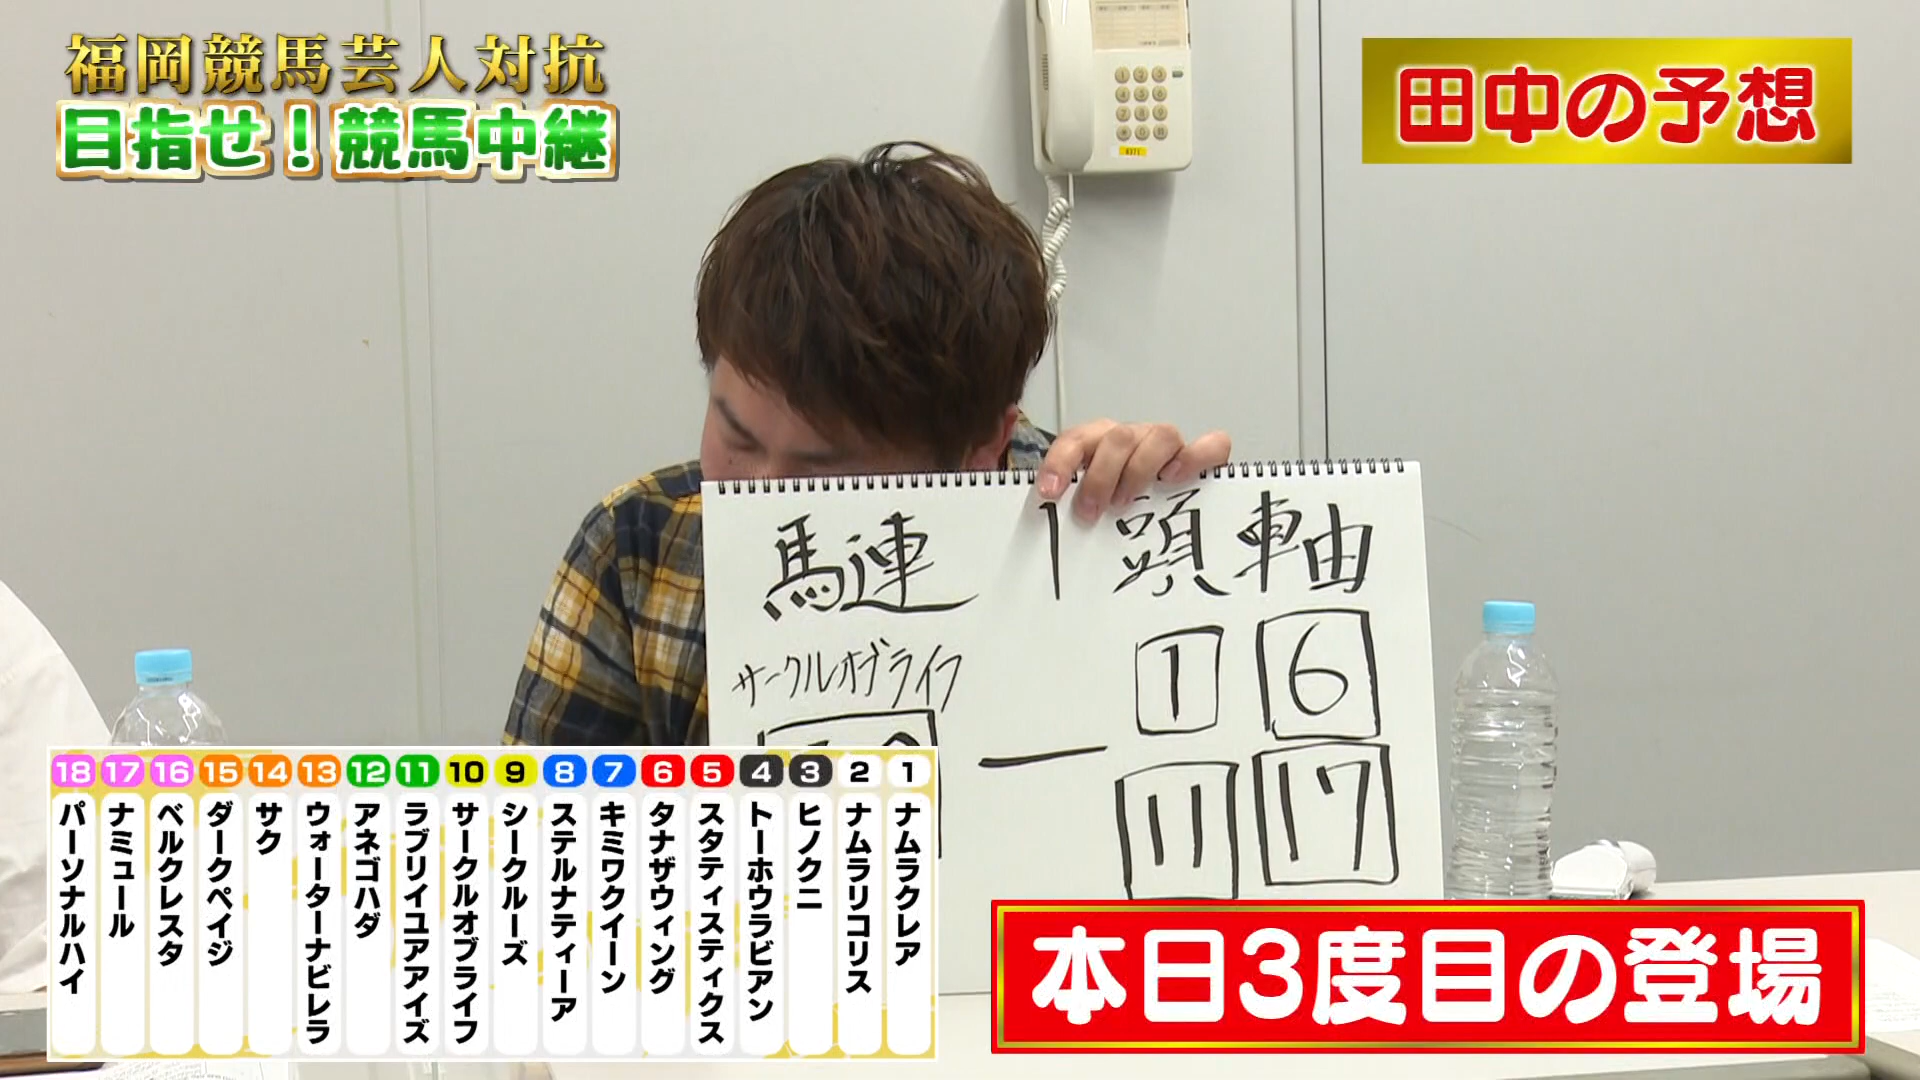 福岡競馬芸人対抗
目指せ！競馬中継
田中の予想
馬連 1頭軸
サークルオブライフ
1 6
11 17
18 17 16 15 14 13 12 11 10 9 8 7 6 5 4 3 2 1
ナムラクレア
ナムラリコリス
ヒノクニ
トーホウラビアン
スタティスティクス
タナザウィング
キミワクイーン
ステルナティーア
シークルーズ
サークルオブライフ
ラブリイユアアイズ
アネゴハダ
ウォーターナビレラ
サク
ダークペイジ
ベルクレスタ
ナミュール
パーソナルハイ
本日3度目の登場